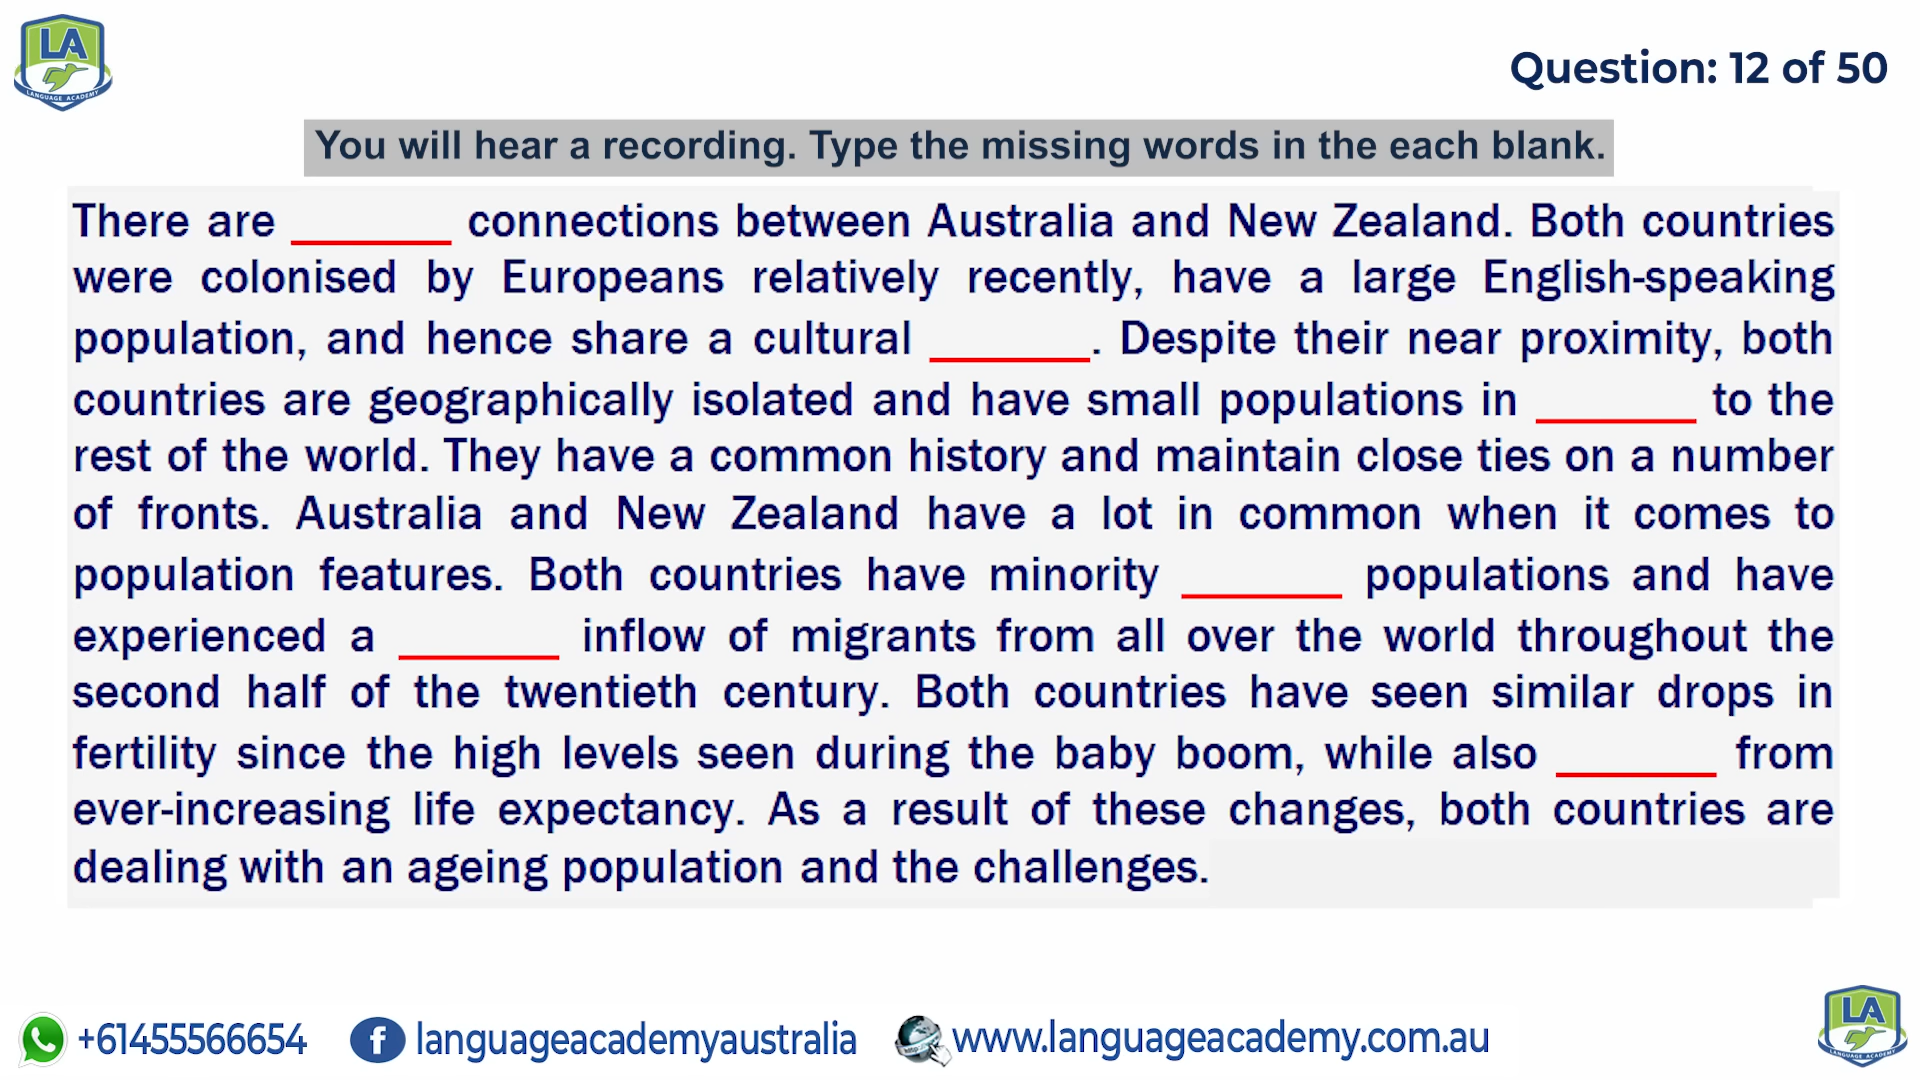 LA
LANGUAGE ACADEMY
Question: 12 of 50
You will hear a recording. Type the missing words in the each blank.
There are ________ connections between Australia and New Zealand. Both countries
were colonised by Europeans relatively recently, have a large English-speaking
population, and hence share a cultural ________. Despite their near proximity, both
countries are geographically isolated and have small populations in ________ to the
rest of the world. They have a common history and maintain close ties on a number
of fronts. Australia and New Zealand have a lot in common when it comes to
population features. Both countries have minority ________ populations and have
experienced a ________ inflow of migrants from all over the world throughout the
second half of the twentieth century. Both countries have seen similar drops in
fertility since the high levels seen during the baby boom, while also ________ from
ever-increasing life expectancy. As a result of these changes, both countries are
dealing with an ageing population and the challenges.
+61455566654 languageacademyaustralia www.languageacademy.com.au
LA
LANGUAGE ACADEMY